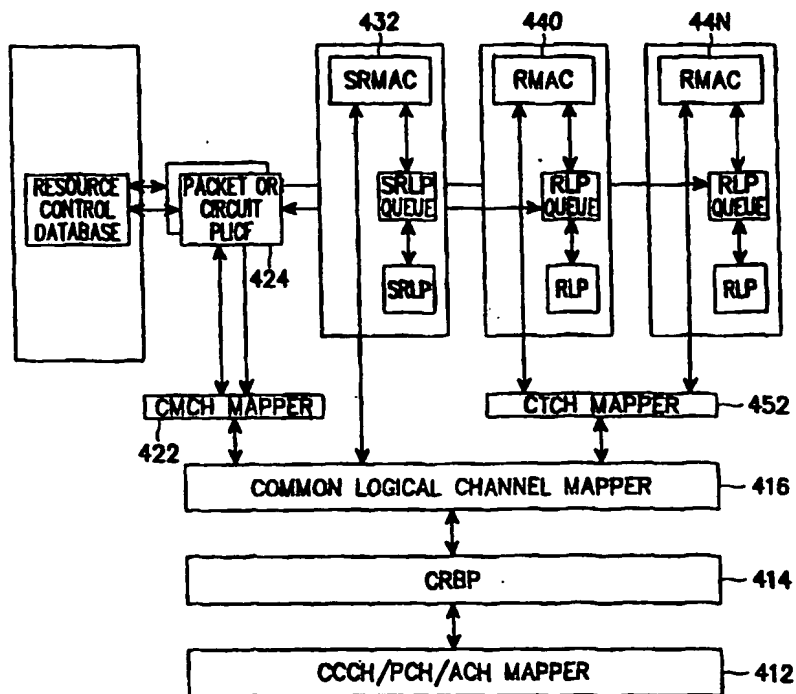 432
440
44N
SRMAC
RMAC
RMAC
RESOURCE
CONTROL
DATABASE
PACKET OR
CIRCUIT
PLICF
SRLP
QUEUE
RLP
QUEUE
RLP
QUEUE
424
SRLP
RLP
RLP
CMCH MAPPER
CTCH MAPPER
452
422
COMMON LOGICAL CHANNEL MAPPER
416
CRBP
414
CCCH/PCH/ACH MAPPER
412